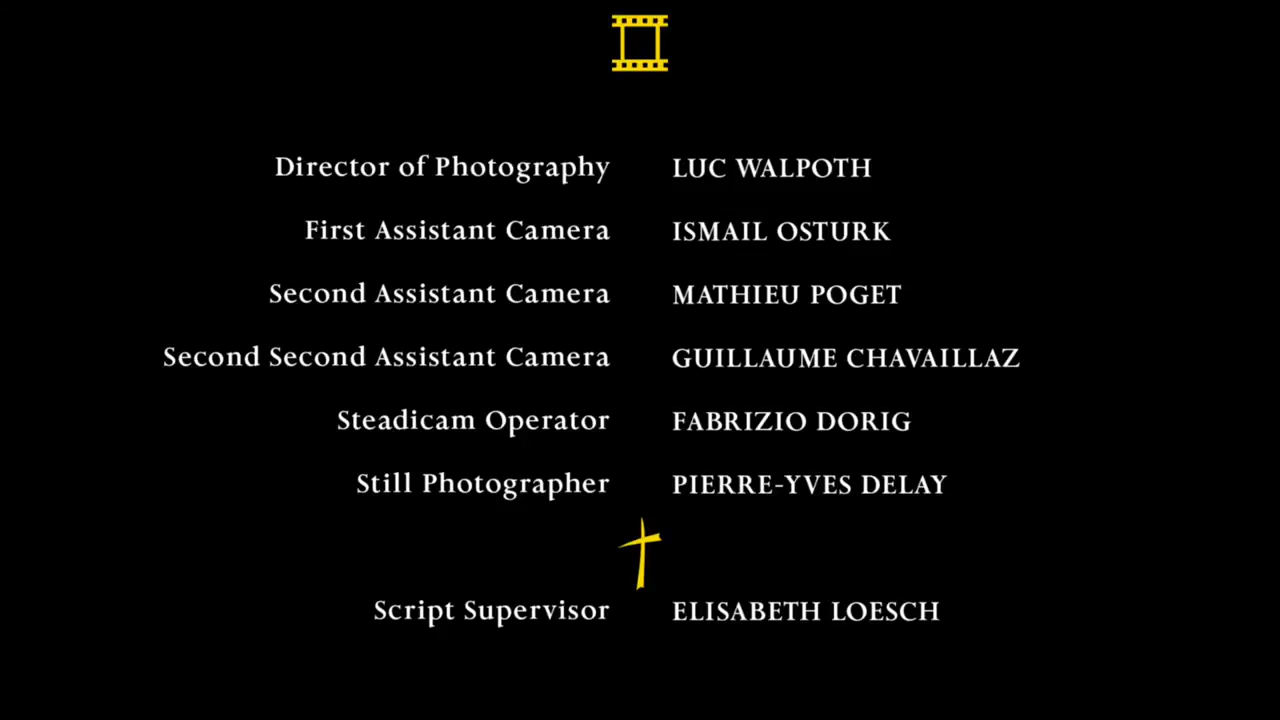 Director of Photography LUC WALPOTH
First Assistant Camera ISMAIL OSTURK
Second Assistant Camera MATHIEU POGET
Second Second Assistant Camera GUILLAUME CHAVAILLAZ
Steadicam Operator FABRIZIO DORIG
Still Photographer PIERRE-YVES DELAY
Script Supervisor ELISABETH LOESCH